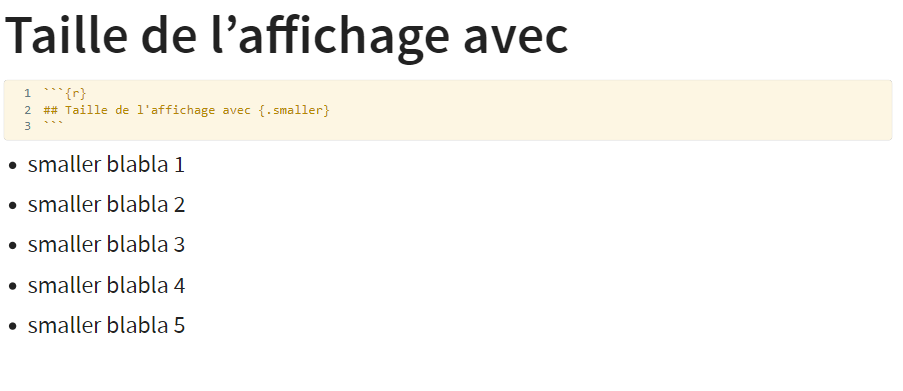 Taille de l’affichage avec
1 ```{r}
2 ## Taille de l'affichage avec {.smaller}
3 ```
• smaller blabla 1
• smaller blabla 2
• smaller blabla 3
• smaller blabla 4
• smaller blabla 5